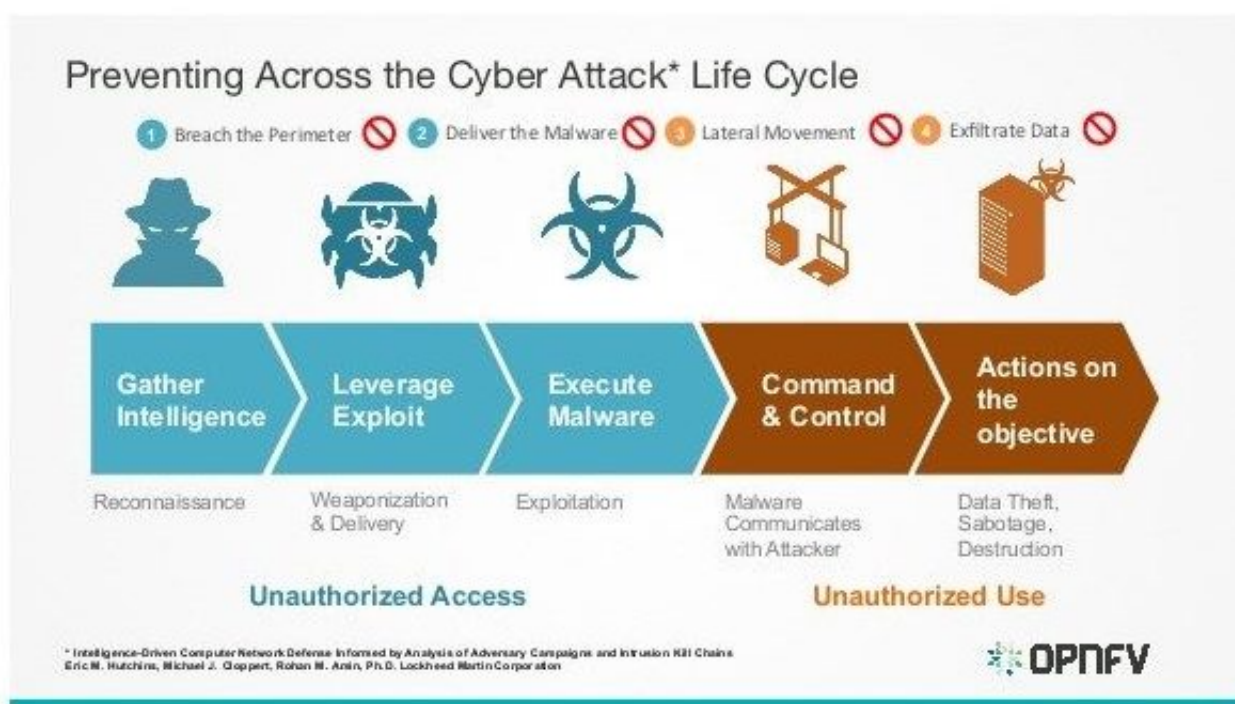 Preventing Across the Cyber Attack* Life Cycle
1 Breach the Perimeter 2 Deliver the Malware 3 Lateral Movement 4 Exfiltrate Data
Gather
Intelligence
Leverage
Exploit
Execute
Malware
Command
& Control
Actions on
the
objective
Reconnaissance
Weaponization
& Delivery
Exploitation
Malware
Communicates
with Attacker
Data Theft,
Sabotage,
Destruction
Unauthorized Access
Unauthorized Use
* Intelligence-Driven Computer Network Defense Informed by Analysis of Adversary Campaigns and Intrusion Kill Chains
Eric M. Hutchins, Michael J. Cloppert, Rohan M. Amin, Ph.D. Lockheed Martin Corporation
OPNFV